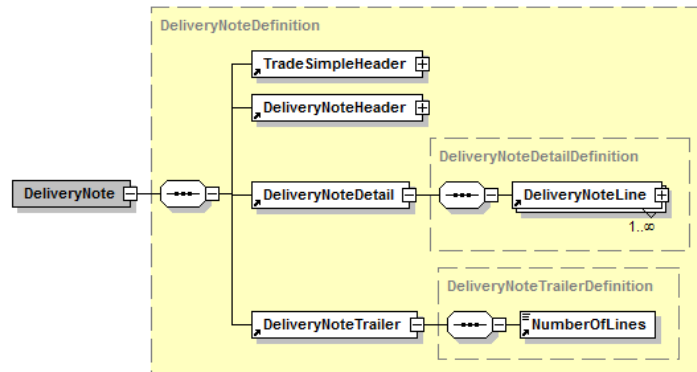 DeliveryNoteDefinition
TradeSimpleHeader
DeliveryNoteHeader
DeliveryNoteDetailDefinition
DeliveryNote
DeliveryNoteDetail
DeliveryNoteLine
1..∞
DeliveryNoteTrailerDefinition
DeliveryNoteTrailer
NumberOfLines